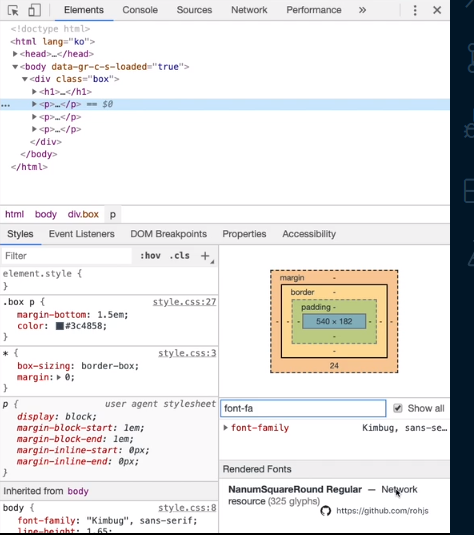 Elements Console Sources Network Performance »
<!doctype html>
<html lang="ko">
<head>…</head>
<body data-gr-c-s-loaded="true">
<div class="box">
<h1>…</h1>
… <p>…</p> == $0
<p>…</p>
<p>…</p>
</div>
</body>
</html>
html body div.box p
Styles Event Listeners DOM Breakpoints Properties Accessibility
Filter :hov .cls +
element.style {
}
.box p { style.css:27
margin-bottom: 1.5em;
color: #3c4858;
}
* { style.css:3
box-sizing: border-box;
margin: 0;
}
p { user agent stylesheet
display: block;
margin-block-start: 1em;
margin-block-end: 1em;
margin-inline-start: 0px;
margin-inline-end: 0px;
}
Inherited from body
body { style.css:8
font-family: "Kimbug", sans-serif;
line-height: 1.65;
margin -
border -
padding -
- - - 540 × 182 - - -
-
-
24
font-fa Show all
font-family Kimbug, sans-se…
Rendered Fonts
NanumSquareRound Regular — Network
resource (325 glyphs)
https://github.com/rohjs